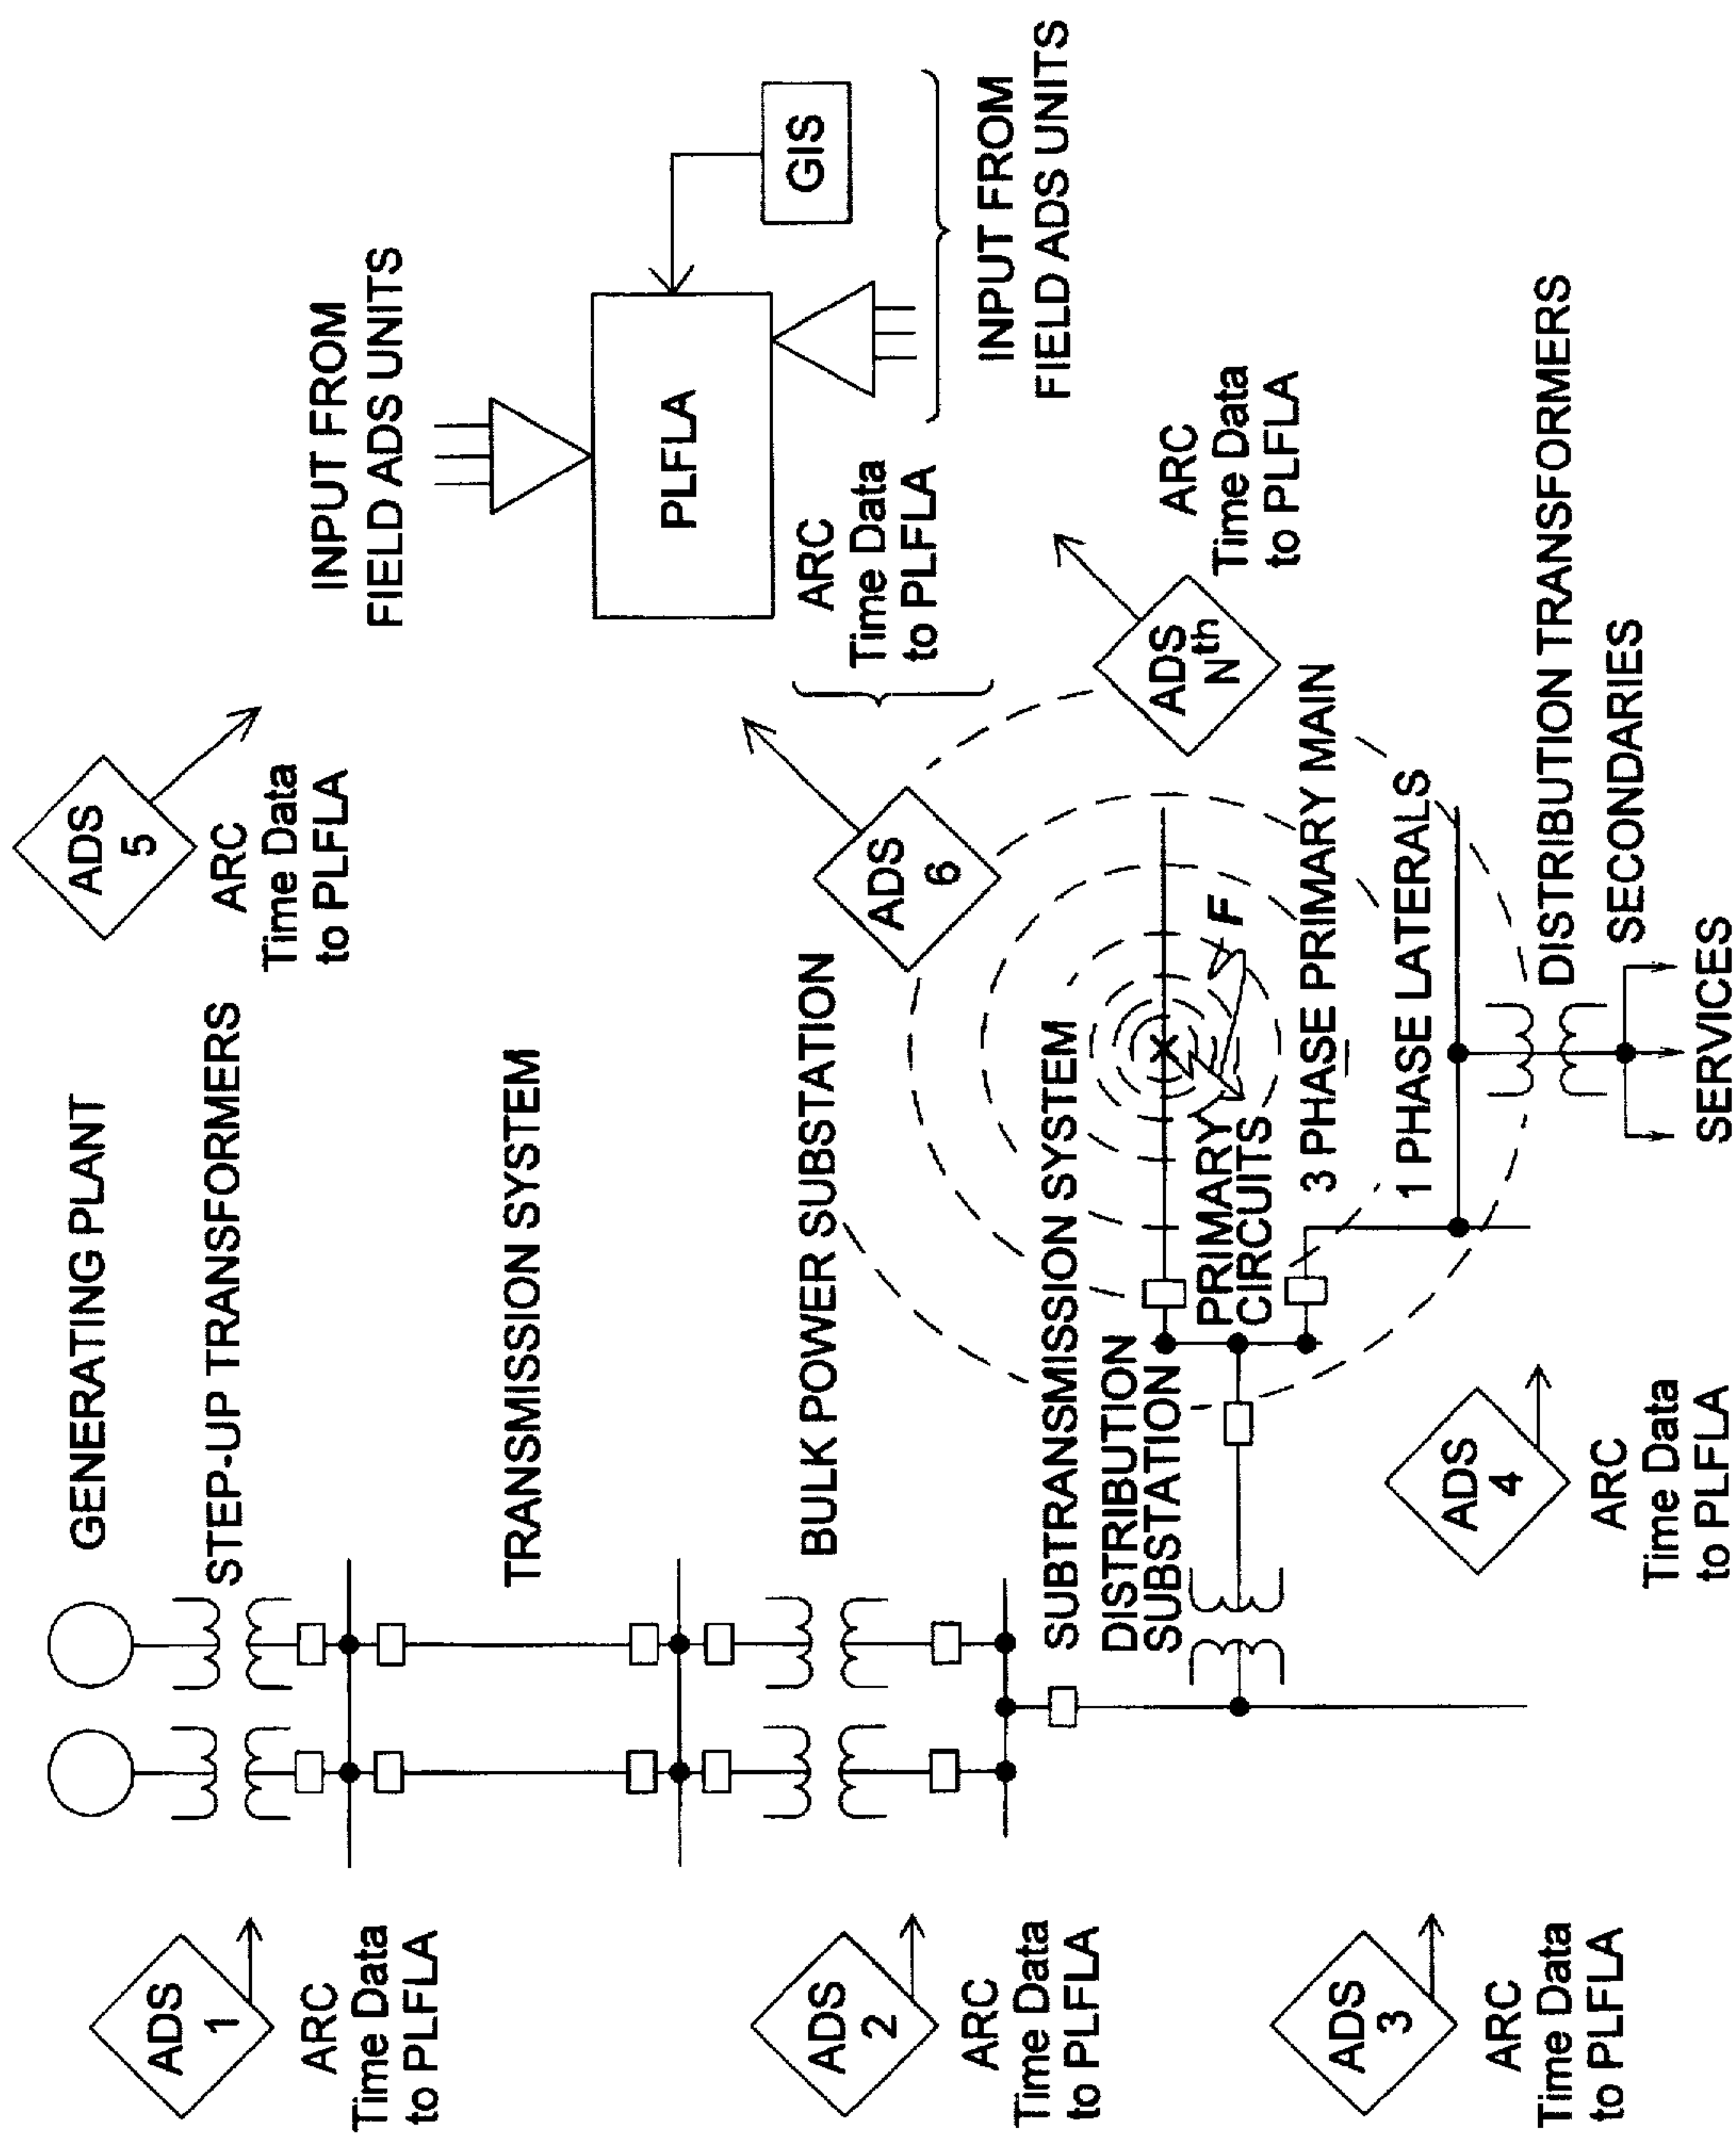 GENERATING PLANT
STEP-UP TRANSFORMERS
TRANSMISSION SYSTEM
BULK POWER SUBSTATION
SUBTRANSMISSION SYSTEM
DISTRIBUTION
SUBSTATION
PRIMARY
CIRCUITS
3 PHASE PRIMARY MAIN
1 PHASE LATERALS
DISTRIBUTION TRANSFORMERS
SECONDARIES
SERVICES
F
ADS
1
ARC
Time Data
to PLFLA
ADS
2
ARC
Time Data
to PLFLA
ADS
3
ARC
Time Data
to PLFLA
ADS
4
ARC
Time Data
to PLFLA
ADS
5
ARC
Time Data
to PLFLA
ADS
6
ARC
Time Data
to PLFLA
ADS
Nth
ARC
Time Data
to PLFLA
INPUT FROM
FIELD ADS UNITS
PLFLA
GIS
INPUT FROM
FIELD ADS UNITS